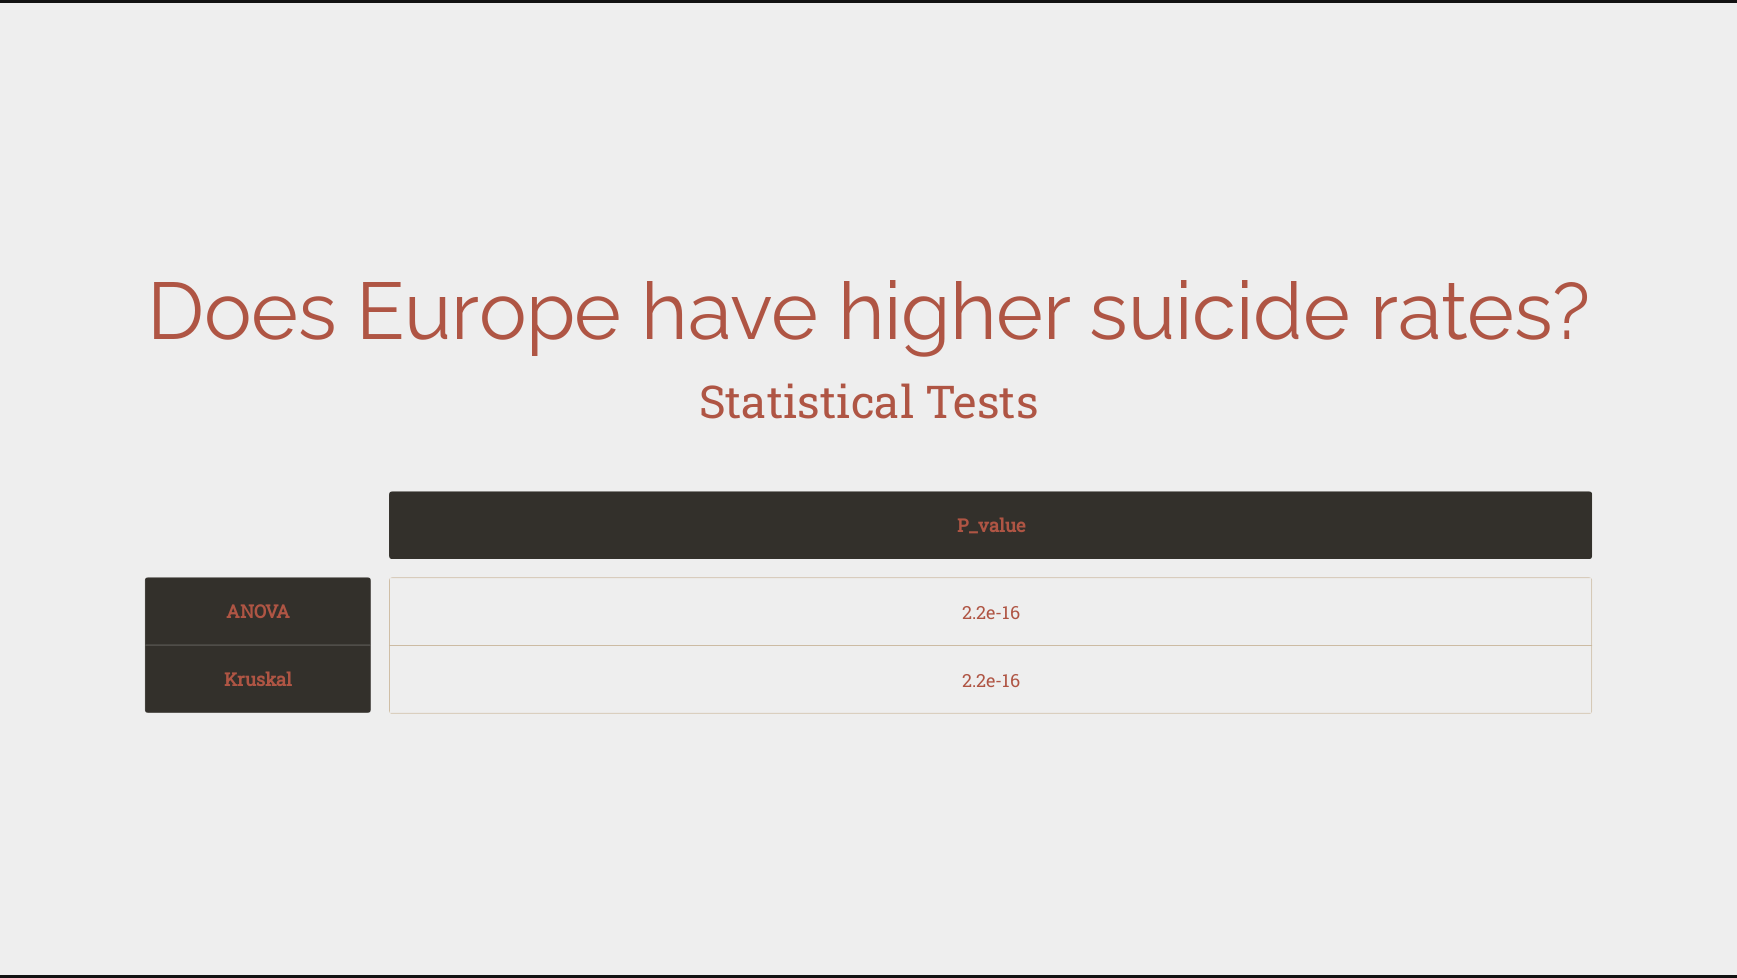 Does Europe have higher suicide rates?
Statistical Tests
P_value
ANOVA 2.2e-16
Kruskal 2.2e-16